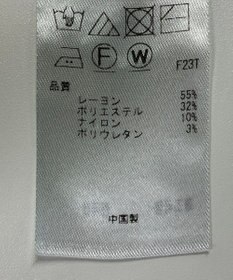 F W
F23T
品質
レーヨン 55%
ポリエステル 32%
ナイロン 10%
ポリウレタン 3%
中国製